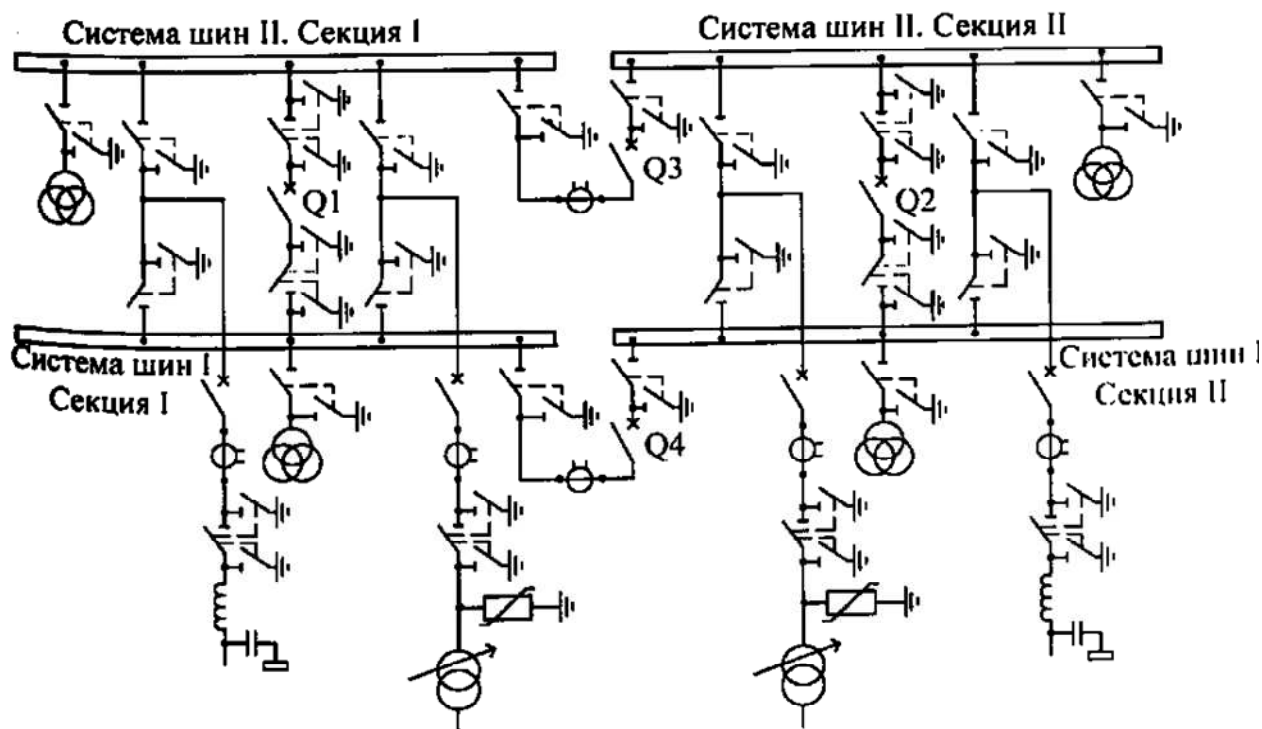 Система шин II. Секция I
Система шин II. Секция II
Q3
Q1
Q2
Система шин I
Секция I
Система шин I
Секция II
Q4